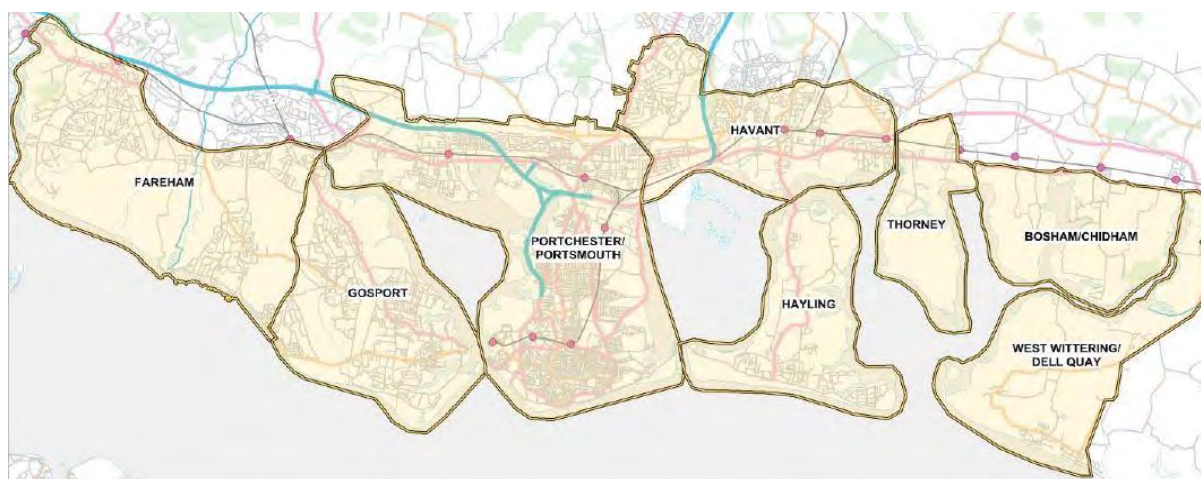 HAVANT
FAREHAM
THORNEY
PORTCHESTER/
PORTSMOUTH
BOSHAM/CHIDHAM
GOSPORT
HAYLING
WEST WITTERING/
DELL QUAY